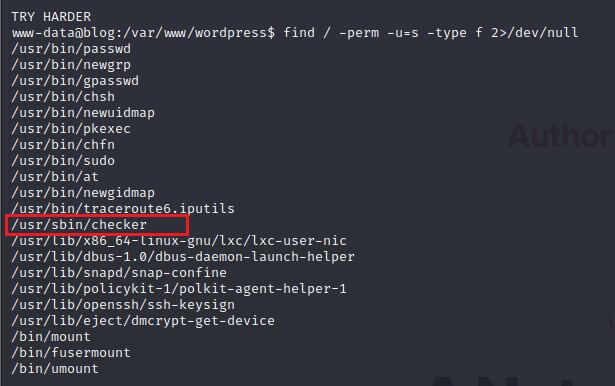 TRY HARDER
www-data@blog:/var/www/wordpress$ find / -perm -u=s -type f 2>/dev/null
/usr/bin/passwd
/usr/bin/newgrp
/usr/bin/gpasswd
/usr/bin/chsh
/usr/bin/newuidmap
/usr/bin/pkexec
/usr/bin/chfn
/usr/bin/sudo
/usr/bin/at
/usr/bin/newgidmap
/usr/bin/traceroute6.iputils
/usr/sbin/checker
/usr/lib/x86_64-linux-gnu/lxc/lxc-user-nic
/usr/lib/dbus-1.0/dbus-daemon-launch-helper
/usr/lib/snapd/snap-confine
/usr/lib/policykit-1/polkit-agent-helper-1
/usr/lib/openssh/ssh-keysign
/usr/lib/eject/dmcrypt-get-device
/bin/mount
/bin/fusermount
/bin/umount
Author